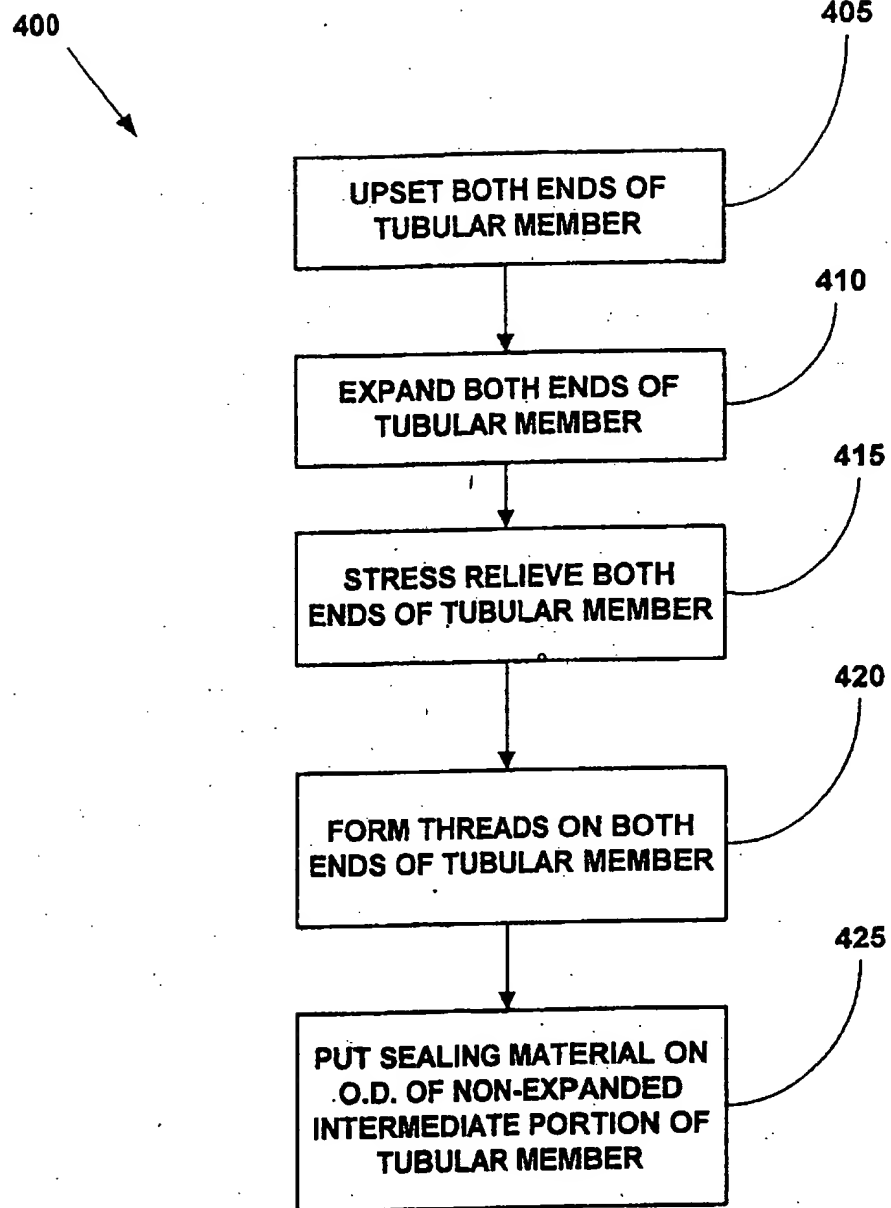 400
405
UPSET BOTH ENDS OF
TUBULAR MEMBER
410
EXPAND BOTH ENDS OF
TUBULAR MEMBER
415
STRESS RELIEVE BOTH
ENDS OF TUBULAR MEMBER
420
FORM THREADS ON BOTH
ENDS OF TUBULAR MEMBER
425
PUT SEALING MATERIAL ON
O.D. OF NON-EXPANDED
INTERMEDIATE PORTION OF
TUBULAR MEMBER